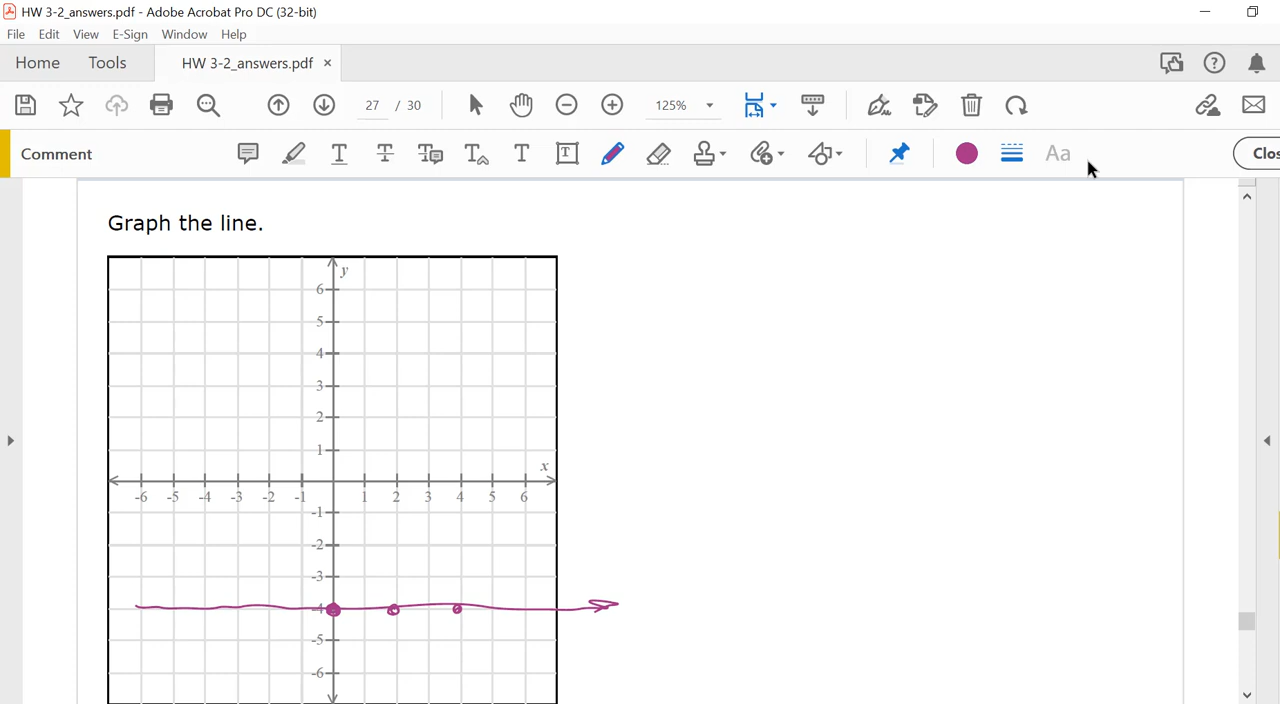 HW 3-2_answers.pdf - Adobe Acrobat Pro DC (32-bit)
File Edit View E-Sign Window Help
Home Tools HW 3-2_answers.pdf ×
27 / 30 125%
Comment T T T T T T Aa Clos
Graph the line.
y
6
5
4
3
2
1
x
-6 -5 -4 -3 -2 -1 1 2 3 4 5 6
-1
-2
-3
-4
-5
-6